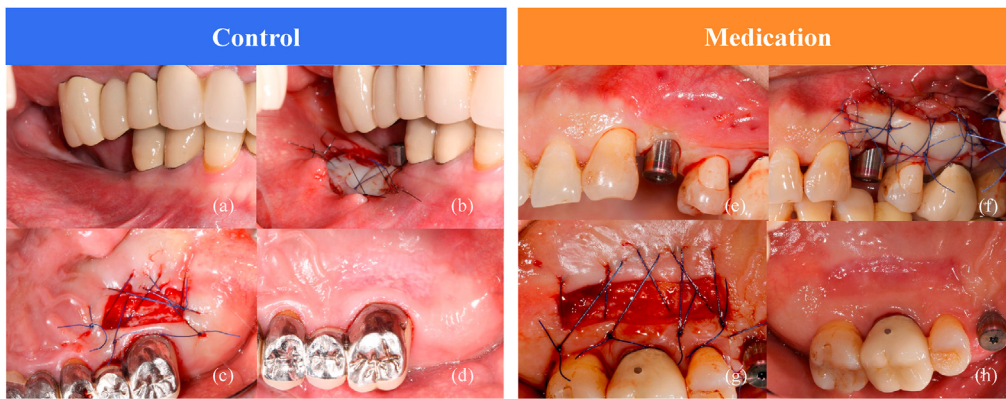 Control
Medication
(a)
(b)
(e)
(f)
(c)
(d)
(g)
(h)